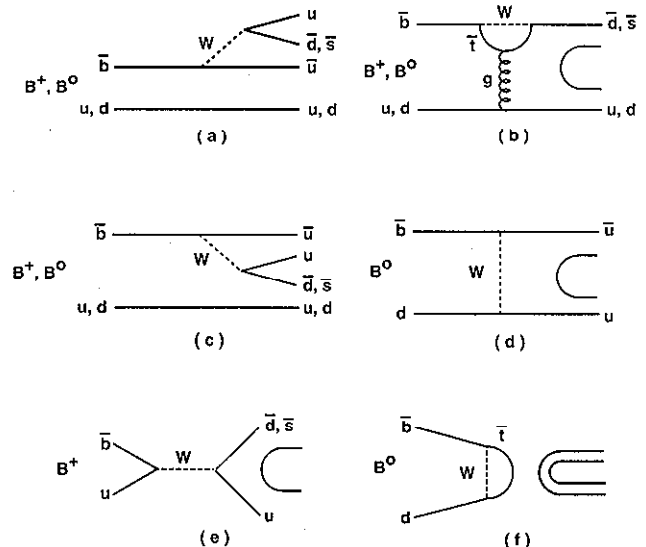 u
W
d̅, s̅
b̅
u̅
B⁺, B⁰
u, d
u, d
( a )
b̅
W
d̅, s̅
t̅
B⁺, B⁰
g
u, d
u, d
( b )
b̅
u̅
W
u
B⁺, B⁰
d̅, s̅
u, d
u, d
( c )
b̅
u̅
B⁰
W
d
u
( d )
d̅, s̅
b̅
B⁺
W
u
u
( e )
b̅
t̅
B⁰
W
d
( f )